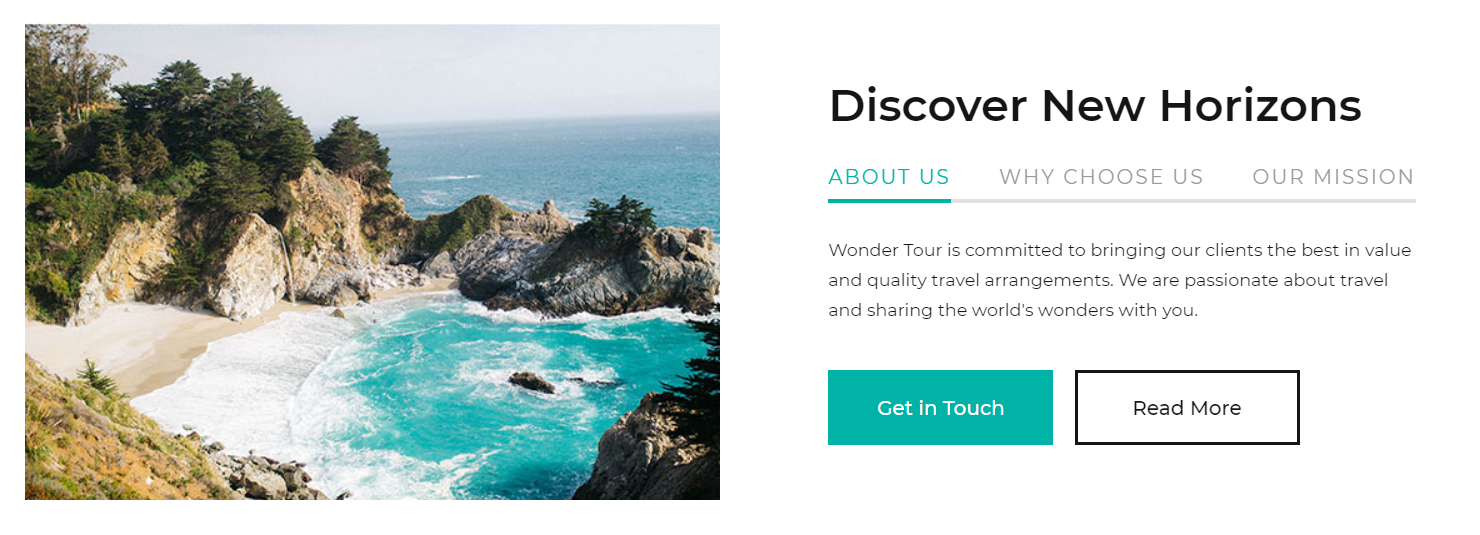 Discover New Horizons
ABOUT US WHY CHOOSE US OUR MISSION
Wonder Tour is committed to bringing our clients the best in value
and quality travel arrangements. We are passionate about travel
and sharing the world's wonders with you.
Get in Touch Read More